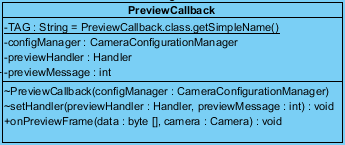 PreviewCallback
-TAG : String = PreviewCallback.class.getSimpleName()
-configManager : CameraConfigurationManager
-previewHandler : Handler
-previewMessage : int
~PreviewCallback(configManager : CameraConfigurationManager)
~setHandler(previewHandler : Handler, previewMessage : int) : void
+onPreviewFrame(data : byte [], camera : Camera) : void